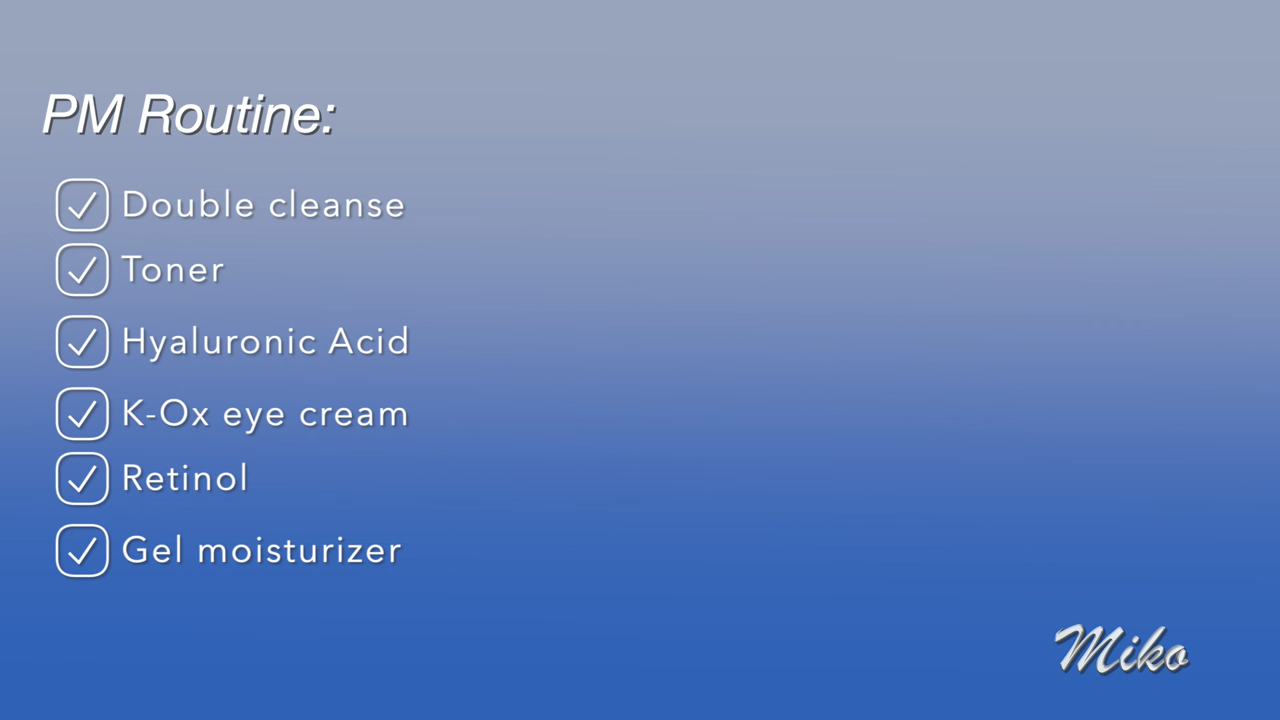 PM Routine:
Double cleanse
Toner
Hyaluronic Acid
K-Ox eye cream
Retinol
Gel moisturizer
Miko